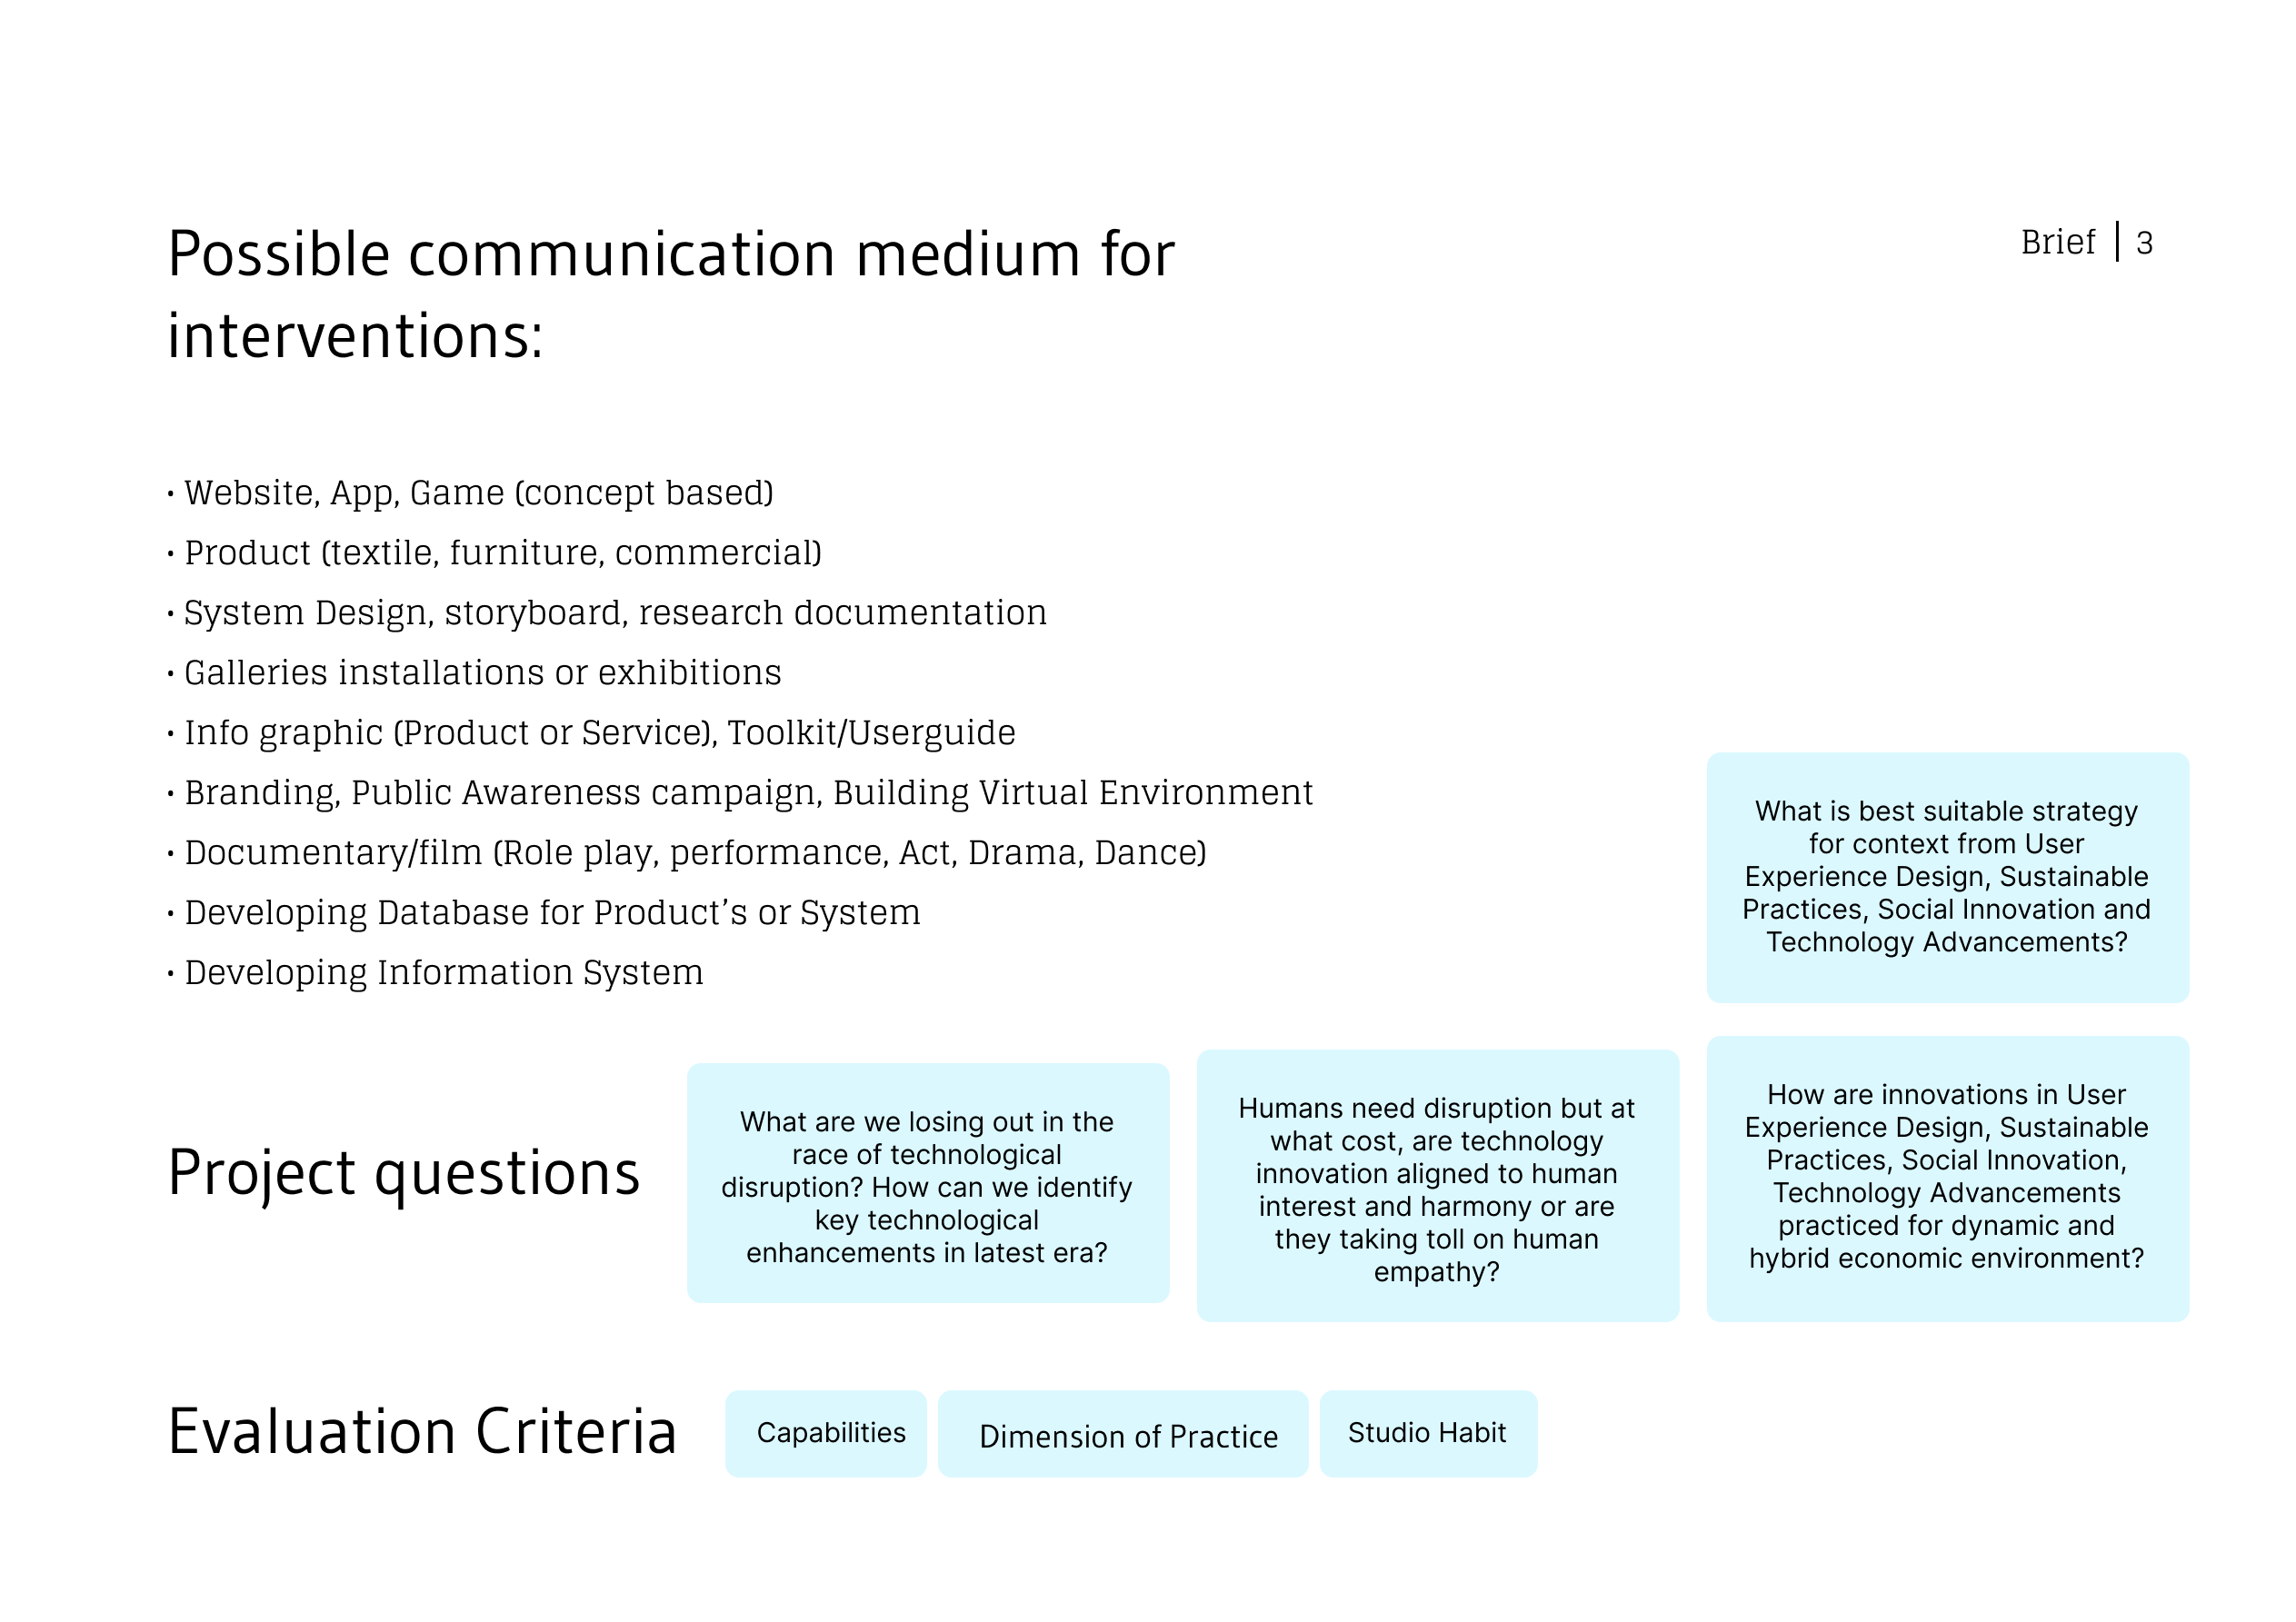 Possible communication medium for
interventions:
Brief | 3
• Website, App, Game (concept based)
• Product (textile, furniture, commercial)
• System Design, storyboard, research documentation
• Galleries installations or exhibitions
• Info graphic (Product or Service), Toolkit/Userguide
• Branding, Public Awareness campaign, Building Virtual Environment
• Documentary/film (Role play, performance, Act, Drama, Dance)
• Developing Database for Product’s or System
• Developing Information System
What is best suitable strategy
for context from User
Experience Design, Sustainable
Practices, Social Innovation and
Technology Advancements?
Project questions
What are we losing out in the
race of technological
disruption? How can we identify
key technological
enhancements in latest era?
Humans need disruption but at
what cost, are technology
innovation aligned to human
interest and harmony or are
they taking toll on human
empathy?
How are innovations in User
Experience Design, Sustainable
Practices, Social Innovation,
Technology Advancements
practiced for dynamic and
hybrid economic environment?
Evaluation Criteria
Capabilities
Dimension of Practice
Studio Habit